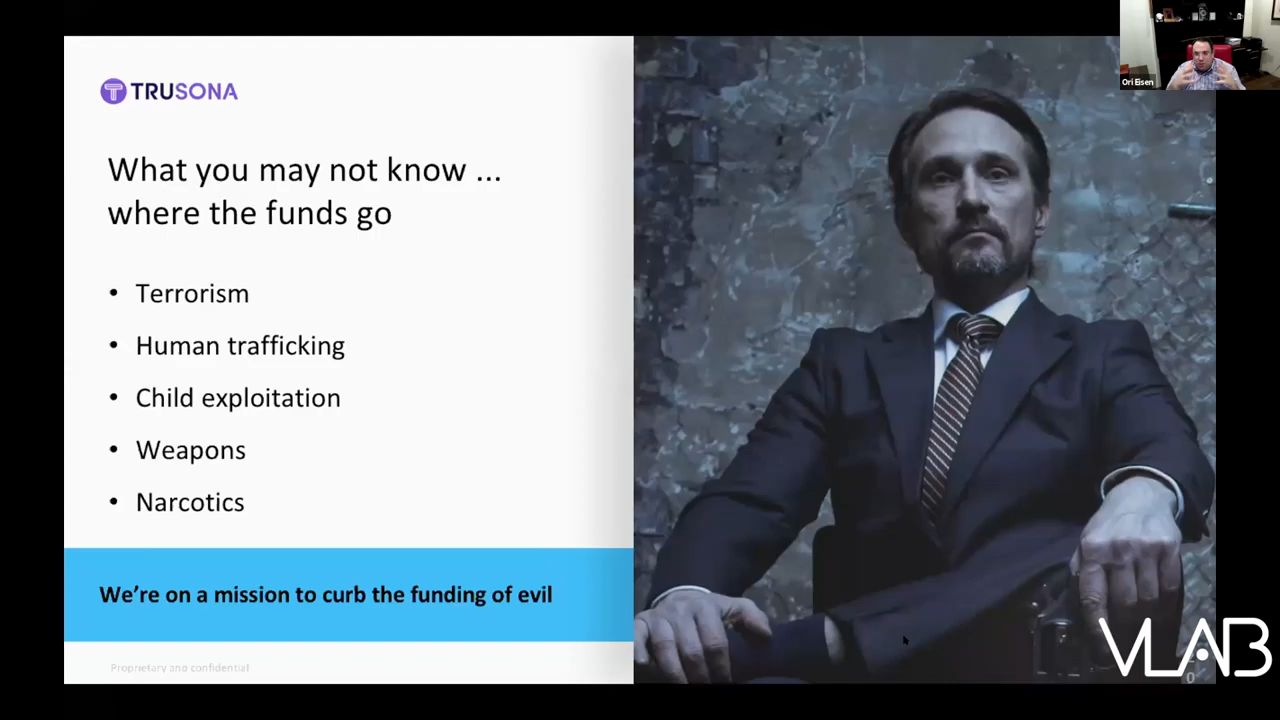 TRUSONA
Ori Eisen
What you may not know ...
where the funds go
• Terrorism
• Human trafficking
• Child exploitation
• Weapons
• Narcotics
We’re on a mission to curb the funding of evil
Proprietary and confidential
VLAB